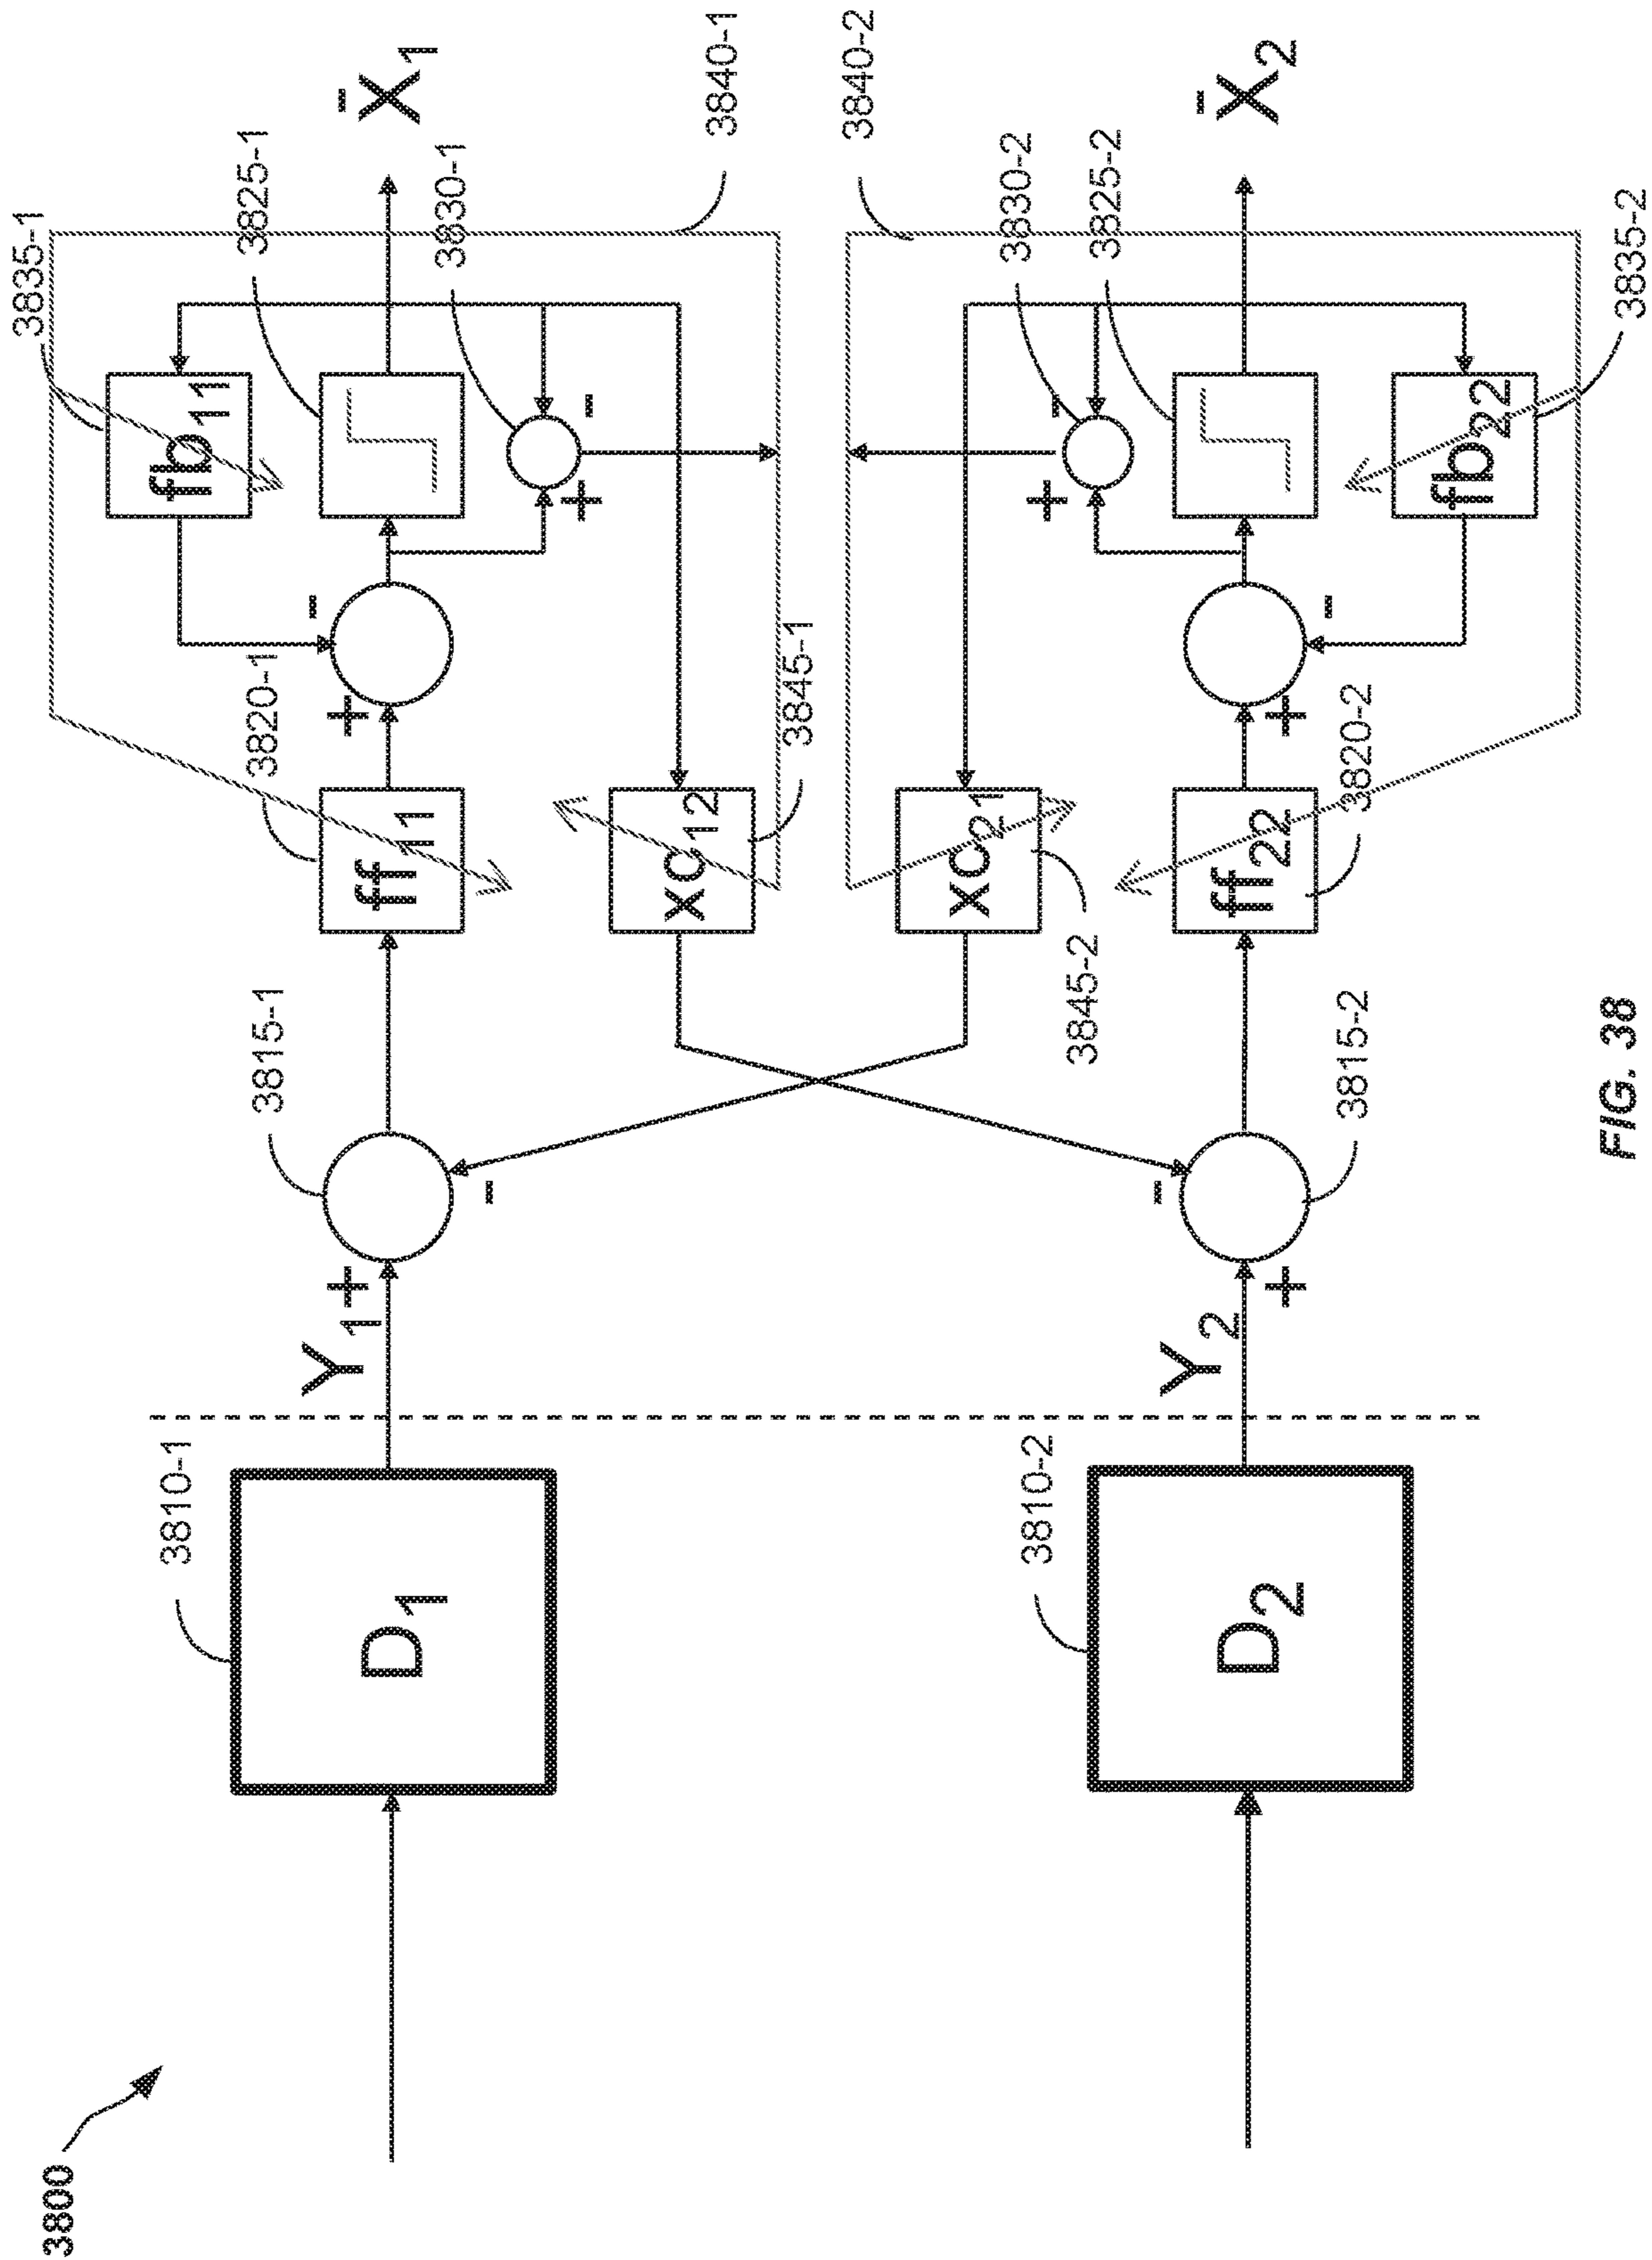 3800
3810-1
D1
Y1
+
-
3815-1
3820-1
ff11
+
-
3835-1
fb11
3825-1
3830-1
+
-
X̄1
3840-1
xc12
3845-1
3840-2
xc21
3845-2
3810-2
D2
Y2
+
-
3815-2
3820-2
ff22
+
-
3830-2
3825-2
+
-
X̄2
fb22
3835-2
FIG. 38